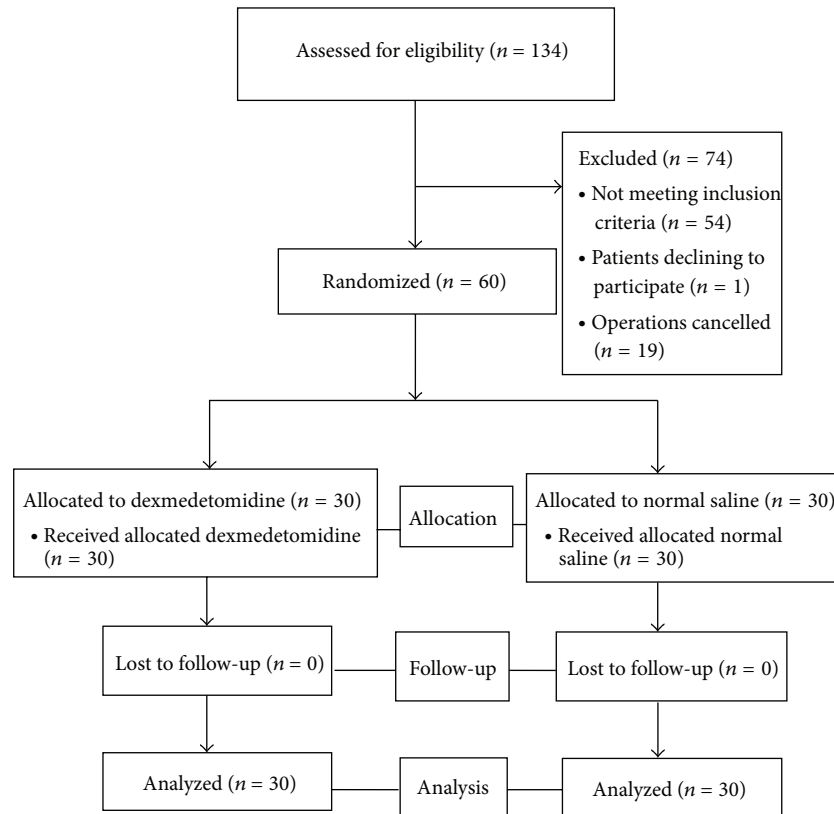 Assessed for eligibility (n = 134)
Excluded (n = 74)
• Not meeting inclusion
criteria (n = 54)
• Patients declining to
participate (n = 1)
• Operations cancelled
(n = 19)
Randomized (n = 60)
Allocated to dexmedetomidine (n = 30)
• Received allocated dexmedetomidine
(n = 30)
Allocation
Allocated to normal saline (n = 30)
• Received allocated normal
saline (n = 30)
Lost to follow-up (n = 0)
Follow-up
Lost to follow-up (n = 0)
Analyzed (n = 30)
Analysis
Analyzed (n = 30)